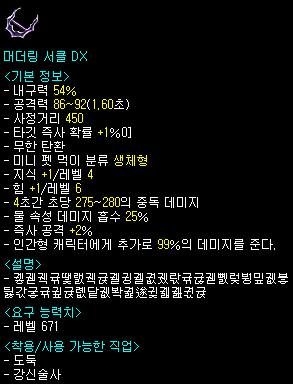 머더링 서클 DX
<기본 정보>
- 내구력 54%
- 공격력 86~92(1.60초)
- 사정거리 450
- 타깃 즉사 확률 +1%0]
- 무한 탄환
- 미니 펫 먹이 분류 생체형
- 지식 +1/레벨 4
- 힘 +1/레벨 6
- 4초간 초당 275~280의 중독 데미지
- 물 속성 데미지 흡수 25%
- 즉사 공격 +2%
- 인간형 캐릭터에게 추가로 99%의 데미지를 준다.
<설명>
<요구 능력치>
- 레벨 671
<착용/사용 가능한 직업>
- 도둑
- 강신술사